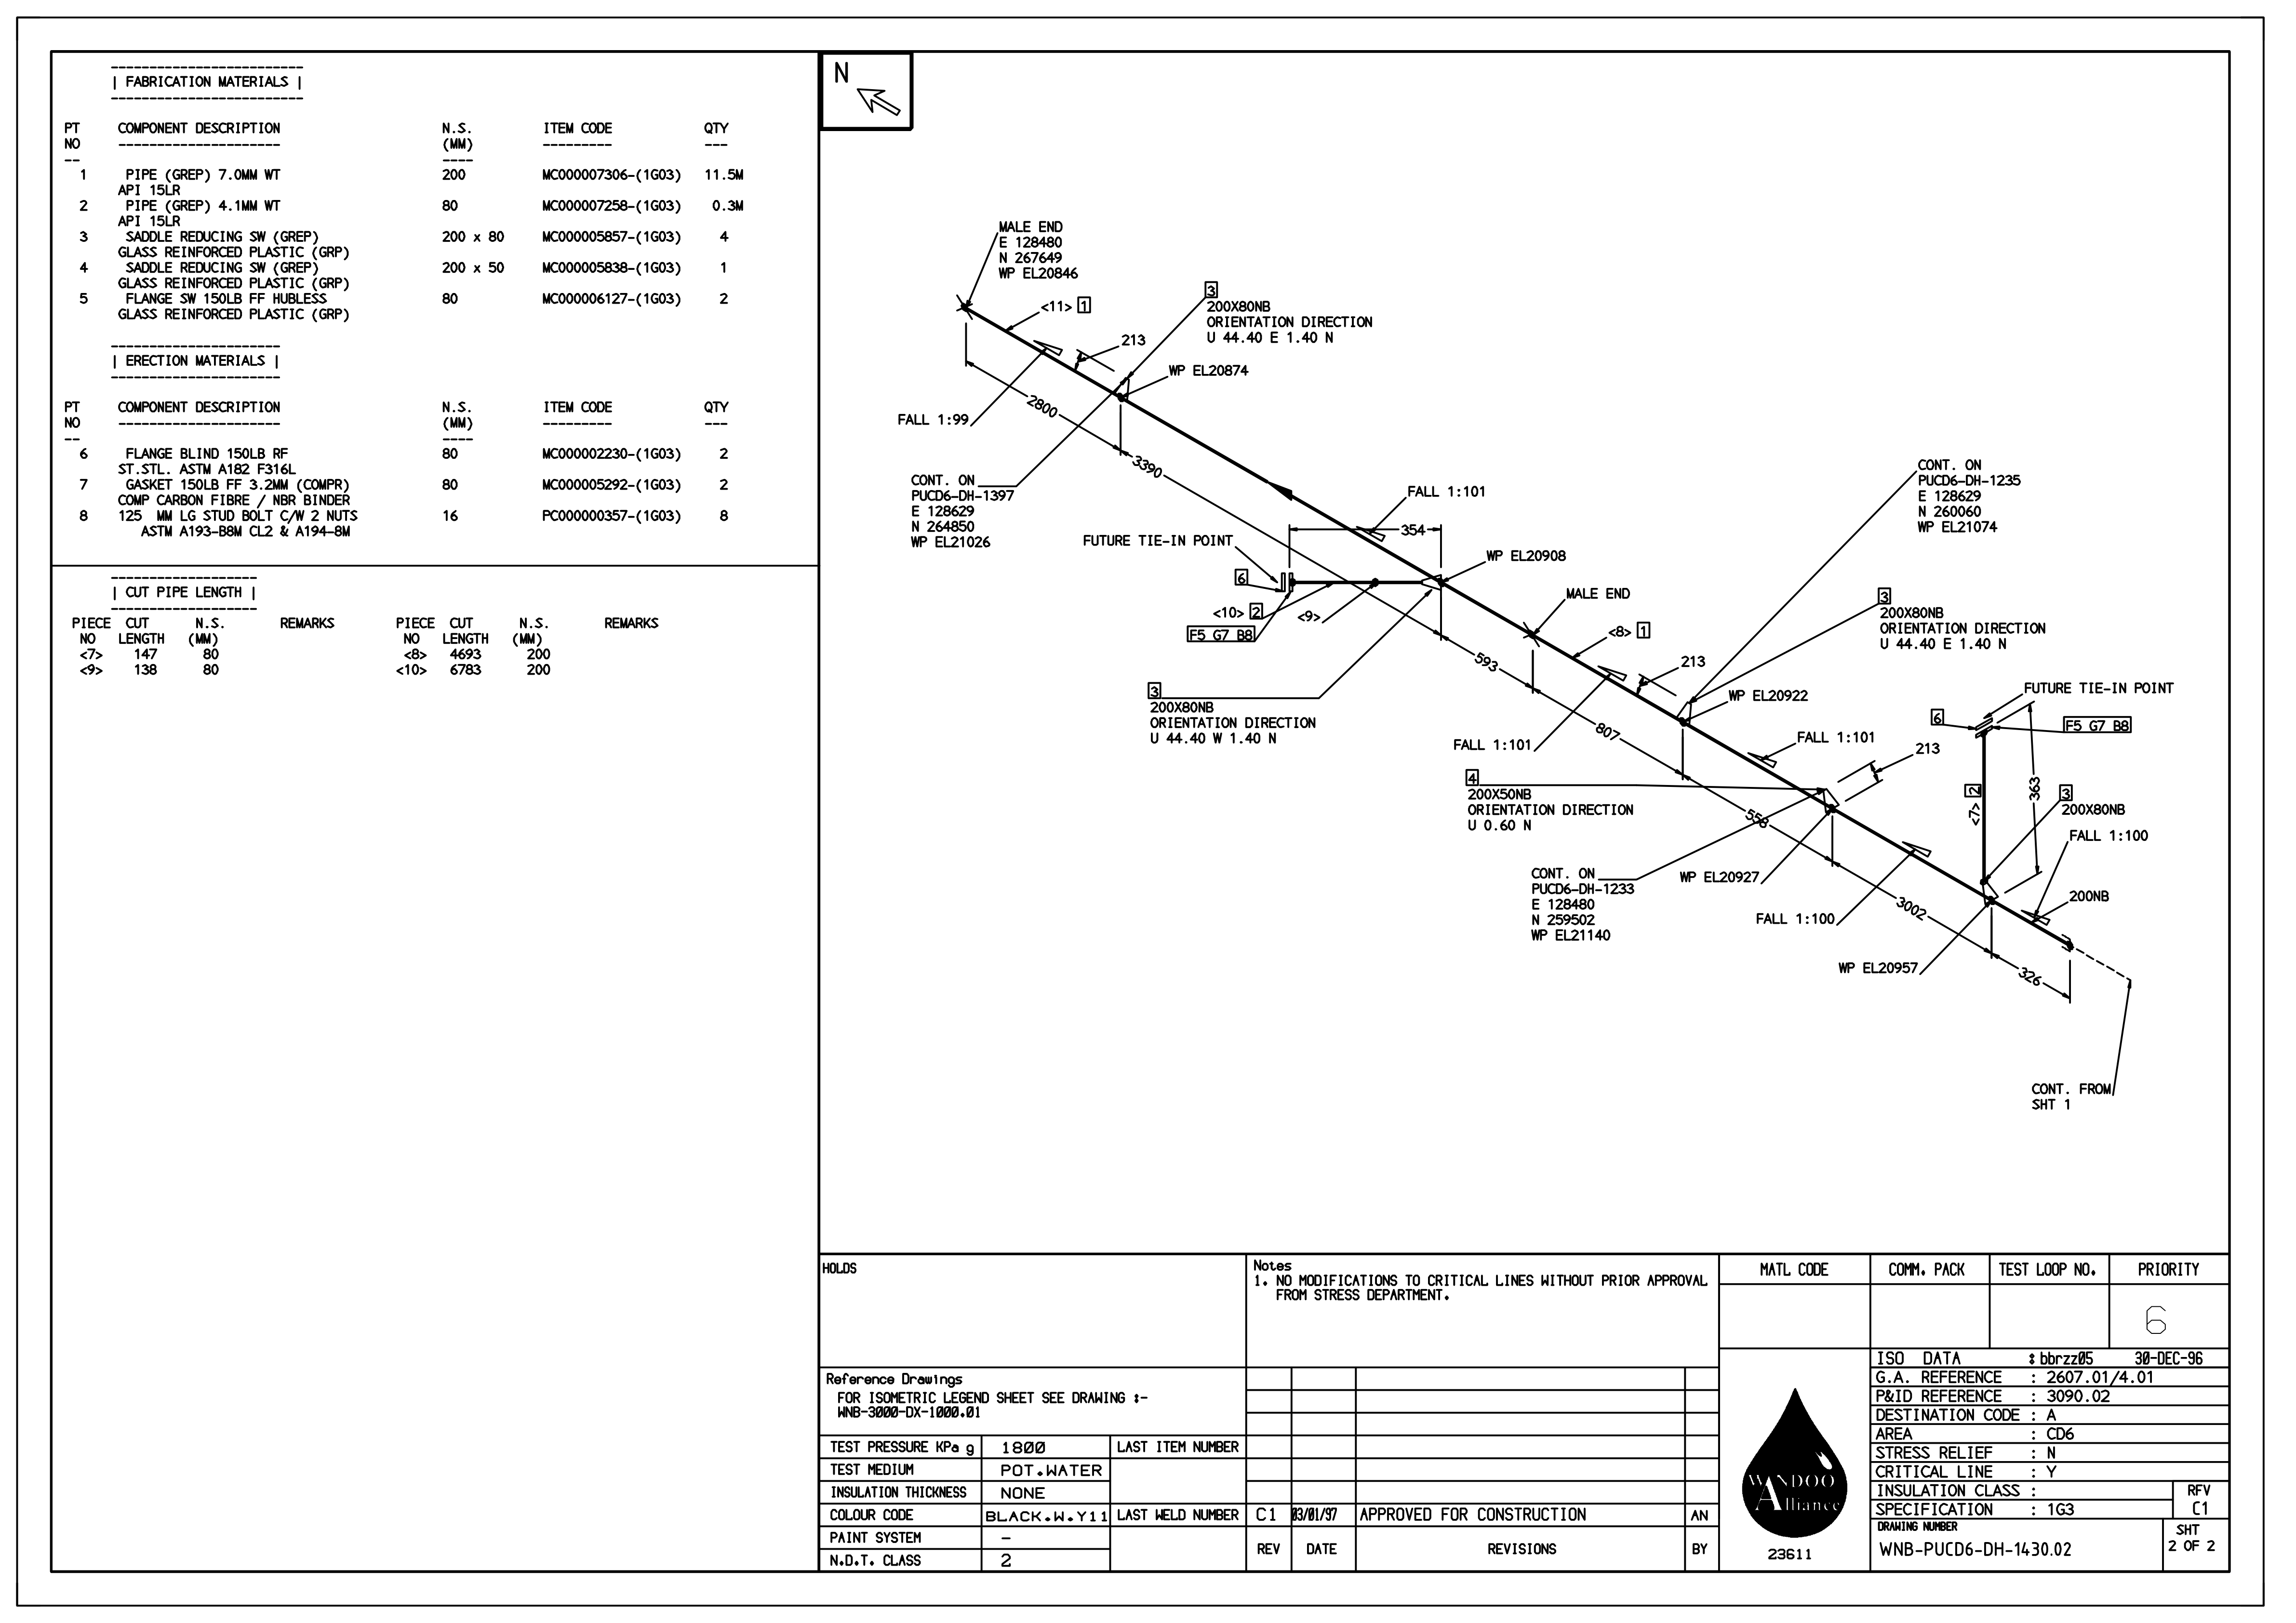 | FABRICATION MATERIALS |
PT NO COMPONENT DESCRIPTION N.S. (MM) ITEM CODE QTY
1 PIPE (GREP) 7.0MM WT 200 MC000007306-(1G03) 11.5M
API 15LR
2 PIPE (GREP) 4.1MM WT 80 MC000007258-(1G03) 0.3M
API 15LR
3 SADDLE REDUCING SW (GREP) 200 x 80 MC000005857-(1G03) 4
GLASS REINFORCED PLASTIC (GRP)
4 SADDLE REDUCING SW (GREP) 200 x 50 MC000005838-(1G03) 1
GLASS REINFORCED PLASTIC (GRP)
5 FLANGE SW 150LB FF HUBLESS 80 MC000006127-(1G03) 2
GLASS REINFORCED PLASTIC (GRP)
| ERECTION MATERIALS |
PT NO COMPONENT DESCRIPTION N.S. (MM) ITEM CODE QTY
6 FLANGE BLIND 150LB RF 80 MC000002230-(1G03) 2
ST.STL. ASTM A182 F316L
7 GASKET 150LB FF 3.2MM (COMPR) 80 MC000005292-(1G03) 2
COMP CARBON FIBRE / NBR BINDER
8 125 MM LG STUD BOLT C/W 2 NUTS 16 PC000000357-(1G03) 8
ASTM A193-B8M CL2 & A194-8M
| CUT PIPE LENGTH |
PIECE CUT N.S. REMARKS PIECE CUT N.S. REMARKS
NO LENGTH (MM) NO LENGTH (MM)
<7> 147 80 <8> 4693 200
<9> 138 80 <10> 6783 200
N
MALE END
E 128480
N 267649
WP EL20846
<11> 1
3
200X80NB
ORIENTATION DIRECTION
U 44.40 E 1.40 N
213
WP EL20874
2800
FALL 1:99
3390
CONT. ON
PUCD6-DH-1397
E 128629
N 264850
WP EL21026
FALL 1:101
354
FUTURE TIE-IN POINT
WP EL20908
6
<10> 2
<9>
F5 G7 B8
MALE END
<8> 1
593
3
200X80NB
ORIENTATION DIRECTION
U 44.40 W 1.40 N
CONT. ON
PUCD6-DH-1235
E 128629
N 260060
WP EL21074
3
200X80NB
ORIENTATION DIRECTION
U 44.40 E 1.40 N
213
WP EL20922
807
FALL 1:101
FUTURE TIE-IN POINT
6
F5 G7 B8
FALL 1:101
213
4
200X50NB
ORIENTATION DIRECTION
U 0.60 N
558
<7> 2
363
3
200X80NB
FALL 1:100
CONT. ON
PUCD6-DH-1233
E 128480
N 259502
WP EL21140
WP EL20927
200NB
3002
FALL 1:100
WP EL20957
326
CONT. FROM
SHT 1
HOLDS
Notes
1. NO MODIFICATIONS TO CRITICAL LINES WITHOUT PRIOR APPROVAL
FROM STRESS DEPARTMENT.
MATL CODE COMM. PACK TEST LOOP NO. PRIORITY
6
Reference Drawings
FOR ISOMETRIC LEGEND SHEET SEE DRAWING :-
WNB-3000-DX-1000.01
TEST PRESSURE KPa g 1800 LAST ITEM NUMBER
TEST MEDIUM POT.WATER
INSULATION THICKNESS NONE
COLOUR CODE BLACK.W.Y11 LAST WELD NUMBER
PAINT SYSTEM -
N.D.T. CLASS 2
C1 03/01/97 APPROVED FOR CONSTRUCTION AN
REV DATE REVISIONS BY
WANDOO
Alliance
23611
ISO DATA : bbrzz05 30-DEC-96
G.A. REFERENCE : 2607.01/4.01
P&ID REFERENCE : 3090.02
DESTINATION CODE : A
AREA : CD6
STRESS RELIEF : N
CRITICAL LINE : Y
INSULATION CLASS :
SPECIFICATION : 1G3
RFV
C1
DRAWING NUMBER
WNB-PUCD6-DH-1430.02
SHT
2 OF 2